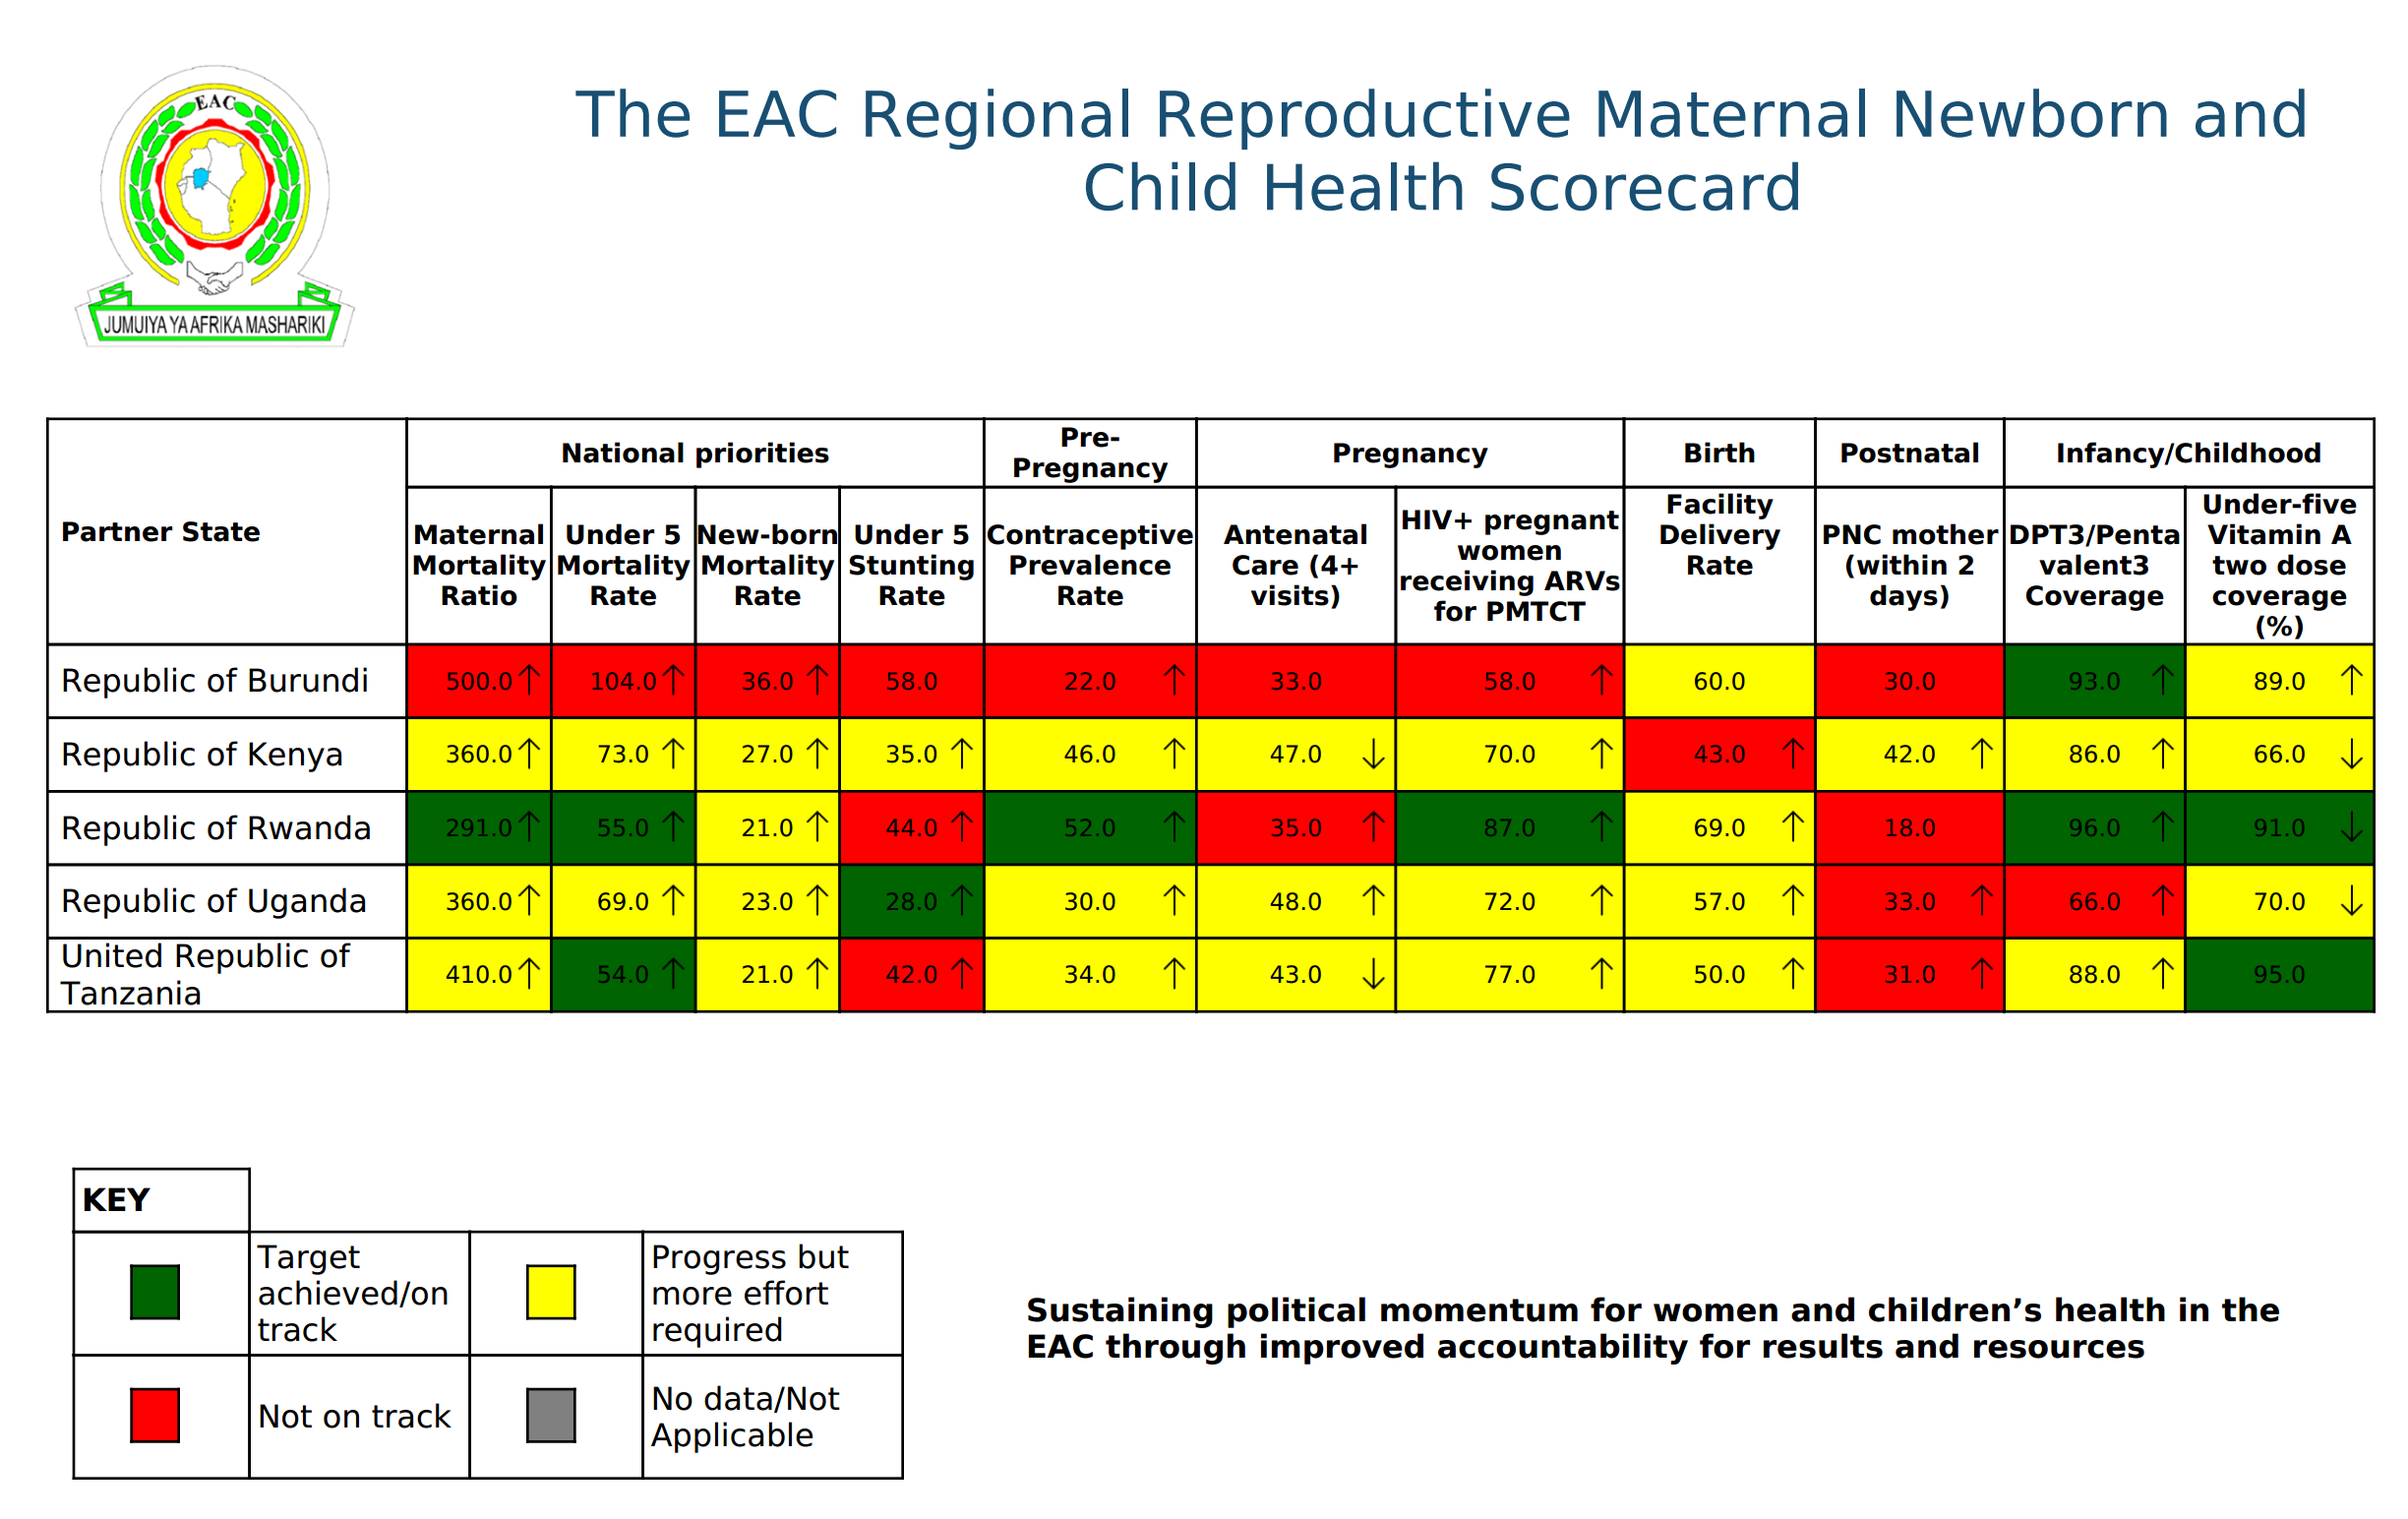 EAC
JUMUIYA YA AFRIKA MASHARIKI
The EAC Regional Reproductive Maternal Newborn and
Child Health Scorecard
Partner State
National priorities
Pre-
Pregnancy
Pregnancy
Birth
Postnatal
Infancy/Childhood
Maternal
Mortality
Ratio
Under 5
Mortality
Rate
New-born
Mortality
Rate
Under 5
Stunting
Rate
Contraceptive
Prevalence
Rate
Antenatal
Care (4+
visits)
HIV+ pregnant
women
receiving ARVs
for PMTCT
Facility
Delivery
Rate
PNC mother
(within 2
days)
DPT3/Penta
valent3
Coverage
Under-five
Vitamin A
two dose
coverage
(%)
Republic of Burundi 500.0↑ 104.0↑ 36.0↑ 58.0 22.0↑ 33.0 58.0↑ 60.0 30.0 93.0↑ 89.0↑
Republic of Kenya 360.0↑ 73.0↑ 27.0↑ 35.0↑ 46.0↑ 47.0↓ 70.0↑ 43.0↑ 42.0↑ 86.0↑ 66.0↓
Republic of Rwanda 291.0↑ 55.0↑ 21.0↑ 44.0↑ 52.0↑ 35.0↑ 87.0↑ 69.0↑ 18.0 96.0↑ 91.0↓
Republic of Uganda 360.0↑ 69.0↑ 23.0↑ 28.0↑ 30.0↑ 48.0↑ 72.0↑ 57.0↑ 33.0↑ 66.0↑ 70.0↓
United Republic of
Tanzania 410.0↑ 54.0↑ 21.0↑ 42.0↑ 34.0↑ 43.0↓ 77.0↑ 50.0↑ 31.0↑ 88.0↑ 95.0
KEY
Target
achieved/on
track
Progress but
more effort
required
Not on track
No data/Not
Applicable
Sustaining political momentum for women and children’s health in the
EAC through improved accountability for results and resources